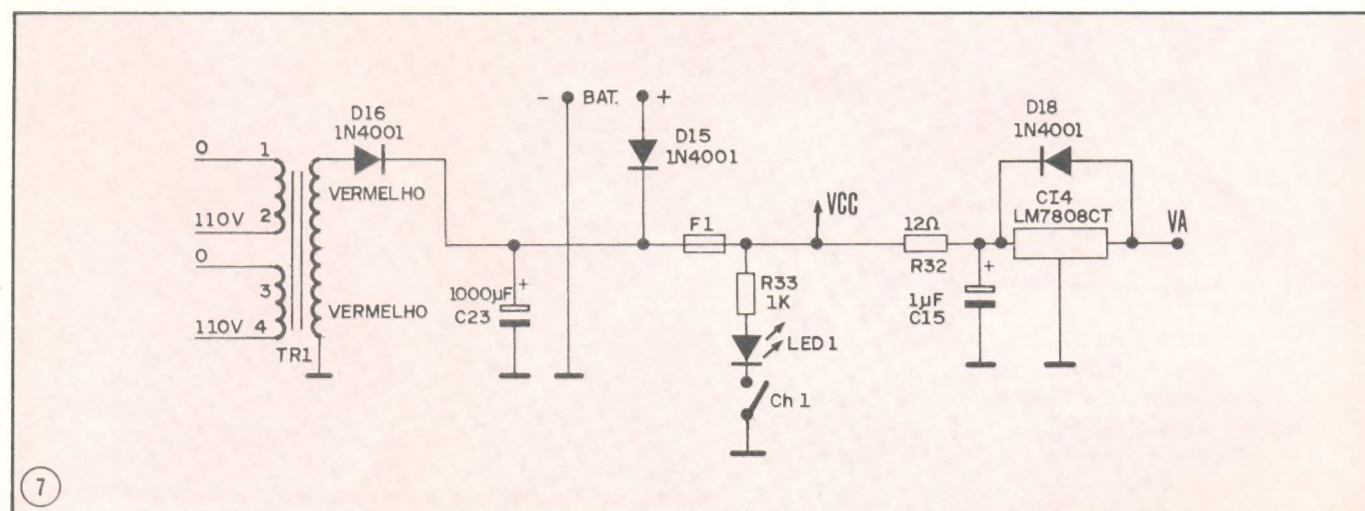 D16
1N4001
0
1
110V
2
0
3
110V
4
TR1
VERMELHO
VERMELHO
1000µF
+
C23
-
BAT.
+
D15
1N4001
F1
R33
1K
LED 1
Ch 1
VCC
12Ω
R32
+
1µF
C15
D18
1N4001
CI4
LM7808CT
VA
7